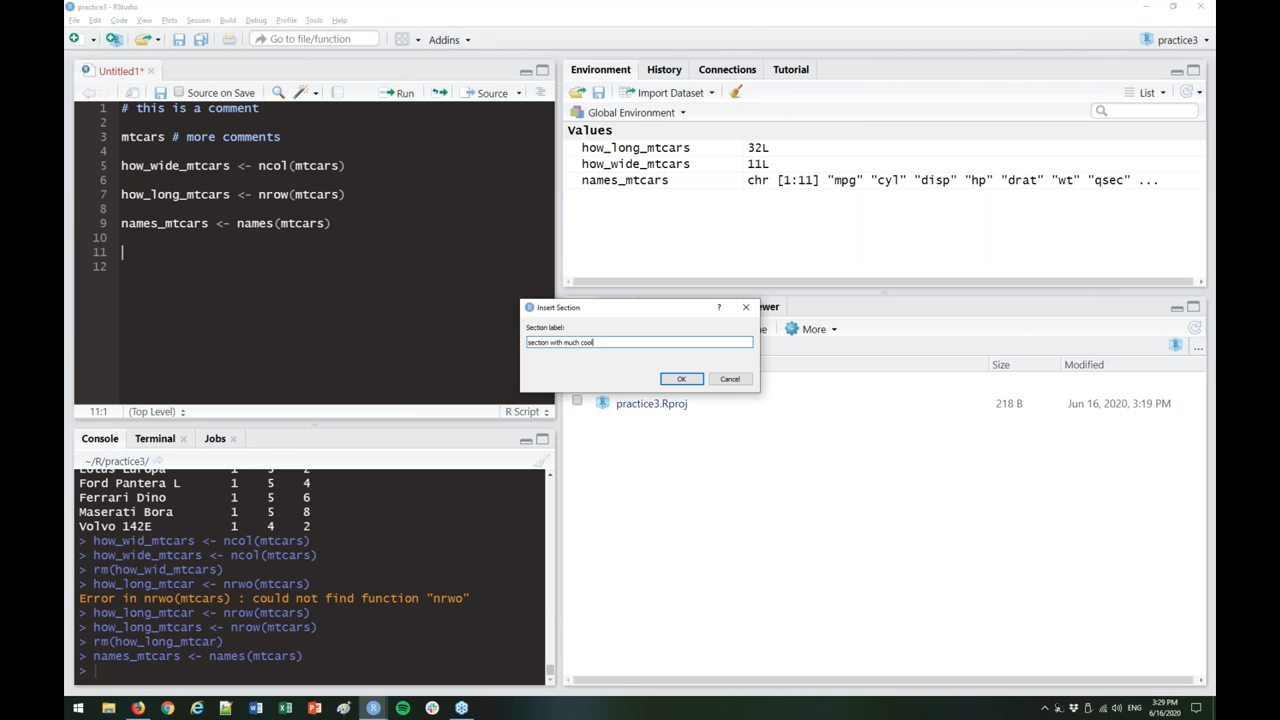 practice3 - RStudio
File Edit Code View Plots Session Build Debug Profile Tools Help
Go to file/function
Addins
practice3
Untitled1*
Source on Save
Run
Source
1 # this is a comment
2
3 mtcars # more comments
4
5 how_wide_mtcars <- ncol(mtcars)
6
7 how_long_mtcars <- nrow(mtcars)
8
9 names_mtcars <- names(mtcars)
10
11
12
11:1 (Top Level) R Script
Console Terminal Jobs
~/R/practice3/
Lotus Europa 1 5 2
Ford Pantera L 1 5 4
Ferrari Dino 1 5 6
Maserati Bora 1 5 8
Volvo 142E 1 4 2
> how_wid_mtcars <- ncol(mtcars)
> how_wide_mtcars <- ncol(mtcars)
> rm(how_wid_mtcars)
> how_long_mtcar <- nrwo(mtcars)
Error in nrwo(mtcars) : could not find function "nrwo"
> how_long_mtcar <- nrow(mtcars)
> how_long_mtcars <- nrow(mtcars)
> rm(how_long_mtcar)
> names_mtcars <- names(mtcars)
>
Environment History Connections Tutorial
Import Dataset
List
Global Environment
Values
how_long_mtcars 32L
how_wide_mtcars 11L
names_mtcars chr [1:11] "mpg" "cyl" "disp" "hp" "drat" "wt" "qsec" ...
Insert Section ?
Section label:
section with much cool
OK Cancel
ewer
me More
...
Size Modified
practice3.Rproj 218 B Jun 16, 2020, 3:19 PM
ENG
3:29 PM
6/16/2020